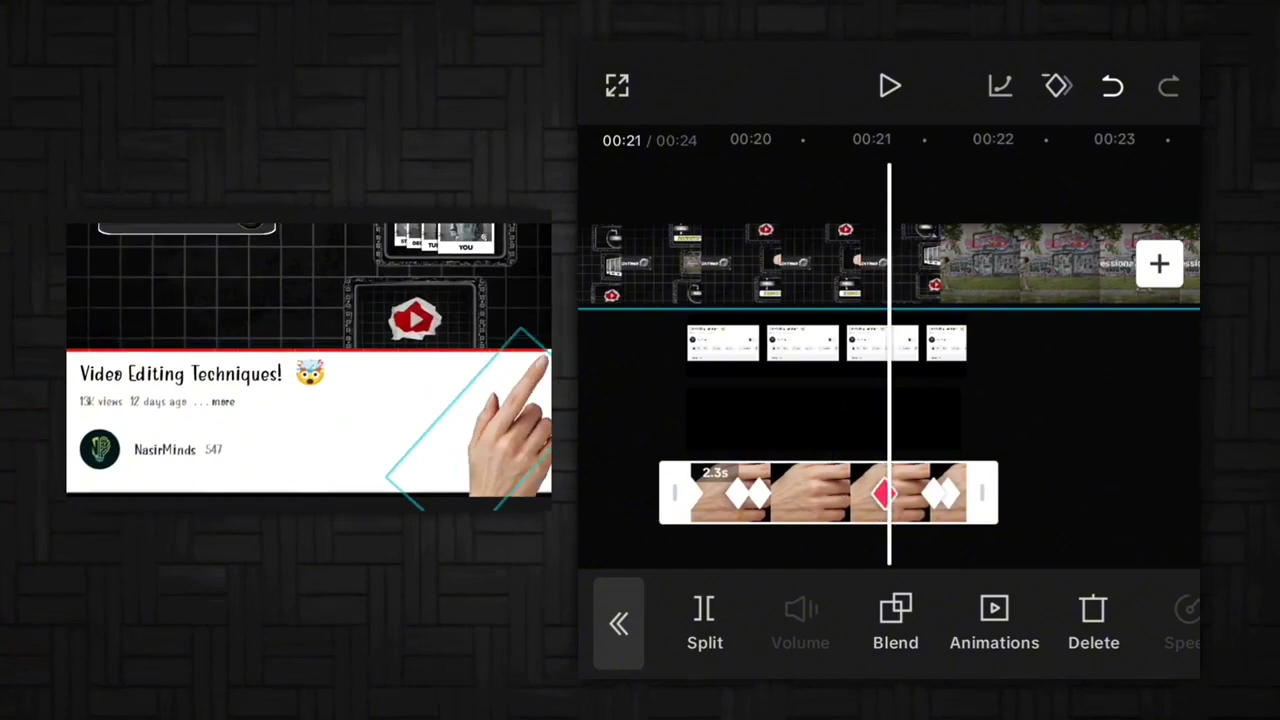 00:21 / 00:24
00:20
00:21
00:22
00:23
YOU
Video Editing Techniques! 🤯
13K views 12 days ago ...more
NasirMinds 547
2.3s
Split
Volume
Blend
Animations
Delete